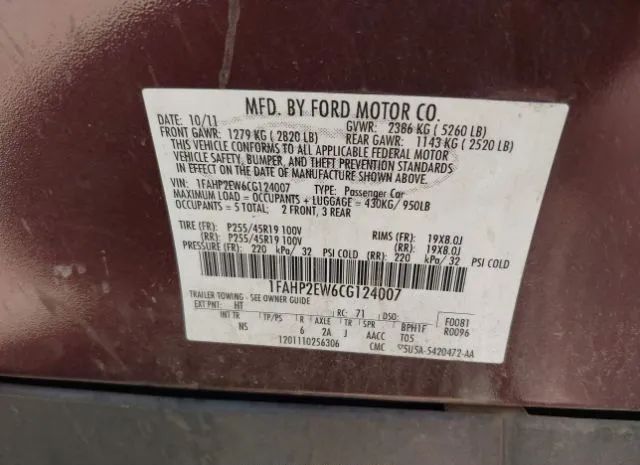 MFD. BY FORD MOTOR CO.
DATE: 10/11 GVWR: 2386 KG ( 5260 LB)
FRONT GAWR: 1279 KG ( 2820 LB) REAR GAWR: 1143 KG ( 2520 LB)
THIS VEHICLE CONFORMS TO ALL APPLICABLE FEDERAL MOTOR
VEHICLE SAFETY, BUMPER, AND THEFT PREVENTION STANDARDS
IN EFFECT ON THE DATE OF MANUFACTURE SHOWN ABOVE.
VIN: 1FAHP2EW6CG124007 TYPE: Passenger Car
MAXIMUM LOAD = OCCUPANTS + LUGGAGE = 430KG/ 950LB
OCCUPANTS = 5 TOTAL: 2 FRONT, 3 REAR
TIRE (FR): P255/45R19 100V RIMS (FR): 19X8.0J
(RR): P255/45R19 100V (RR): 19X8.0J
PRESSURE (FR): 220 kPa/ 32 PSI COLD (RR): 220 kPa/ 32 PSI COLD
1FAHP2EW6CG124007
TRAILER TOWING - SEE OWNER GUIDE
EXT PNT: HT RC: 71 DSO: F0081
INT TR TP/PS R AXLE TR SPR BPH1F R0096
NS 6 2A J AACC T05
1201110256306 CMC 5U5A-5420472-AA